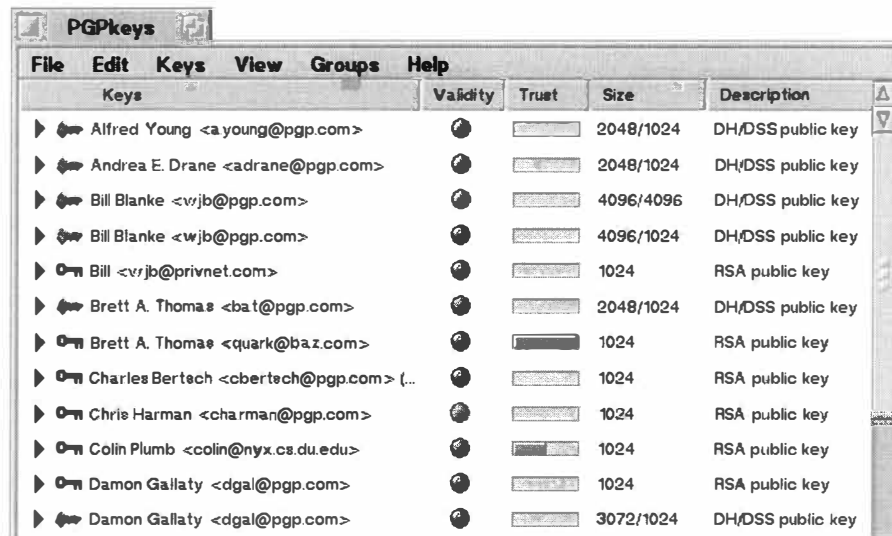 PGPkeys
File Edit Keys View Groups Help
Keys Validity Trust Size Description
Alfred Young <ayoung@pgp.com> 2048/1024 DH/DSS public key
Andrea E. Drane <adrane@pgp.com> 2048/1024 DH/DSS public key
Bill Blanke <wjb@pgp.com> 4096/4096 DH/DSS public key
Bill Blanke <wjb@pgp.com> 4096/1024 DH/DSS public key
Bill <wjb@privnet.com> 1024 RSA public key
Brett A. Thomas <bat@pgp.com> 2048/1024 DH/DSS public key
Brett A. Thomas <quark@baz.com> 1024 RSA public key
Charles Bertsch <cbertsch@pgp.com> (... 1024 RSA public key
Chris Harman <charman@pgp.com> 1024 RSA public key
Colin Plumb <colin@nyx.cs.du.edu> 1024 RSA public key
Damon Gallaty <dgal@pgp.com> 1024 RSA public key
Damon Gallaty <dgal@pgp.com> 3072/1024 DH/DSS public key